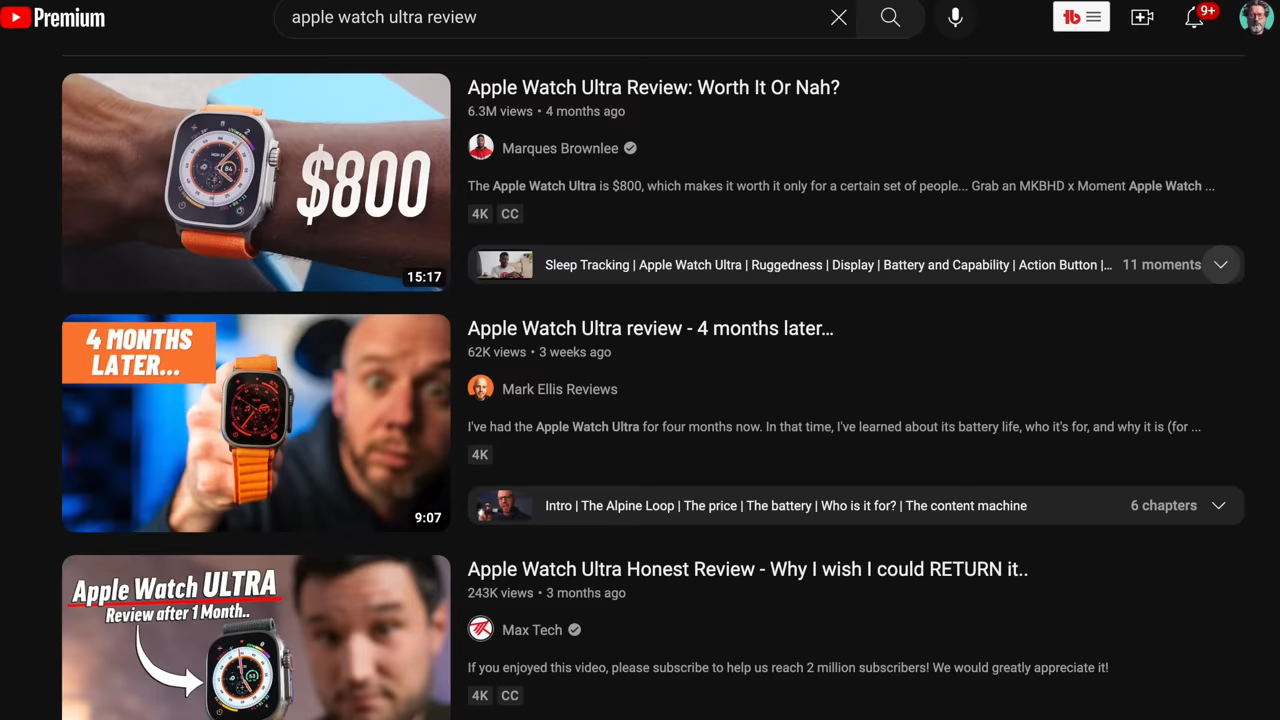 Premium
apple watch ultra review
9+
$800
15:17
Apple Watch Ultra Review: Worth It Or Nah?
6.3M views • 4 months ago
Marques Brownlee
The Apple Watch Ultra is $800, which makes it worth it only for a certain set of people... Grab an MKBHD x Moment Apple Watch ...
4K CC
Sleep Tracking | Apple Watch Ultra | Ruggedness | Display | Battery and Capability | Action Button |... 11 moments
4 MONTHS
LATER...
9:07
Apple Watch Ultra review - 4 months later...
62K views • 3 weeks ago
Mark Ellis Reviews
I've had the Apple Watch Ultra for four months now. In that time, I've learned about its battery life, who it's for, and why it is (for ...
4K
Intro | The Alpine Loop | The price | The battery | Who is it for? | The content machine 6 chapters
Apple Watch ULTRA
Review after 1 Month..
Apple Watch Ultra Honest Review - Why I wish I could RETURN it..
243K views • 3 months ago
Max Tech
If you enjoyed this video, please subscribe to help us reach 2 million subscribers! We would greatly appreciate it!
4K CC